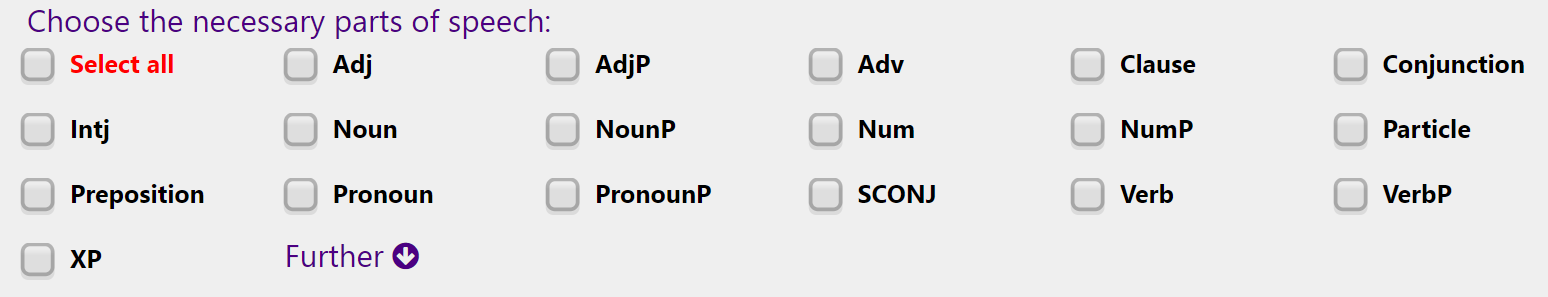 Choose the necessary parts of speech:
Select all Adj AdjP Adv Clause Conjunction
Intj Noun NounP Num NumP Particle
Preposition Pronoun PronounP SCONJ Verb VerbP
XP Further